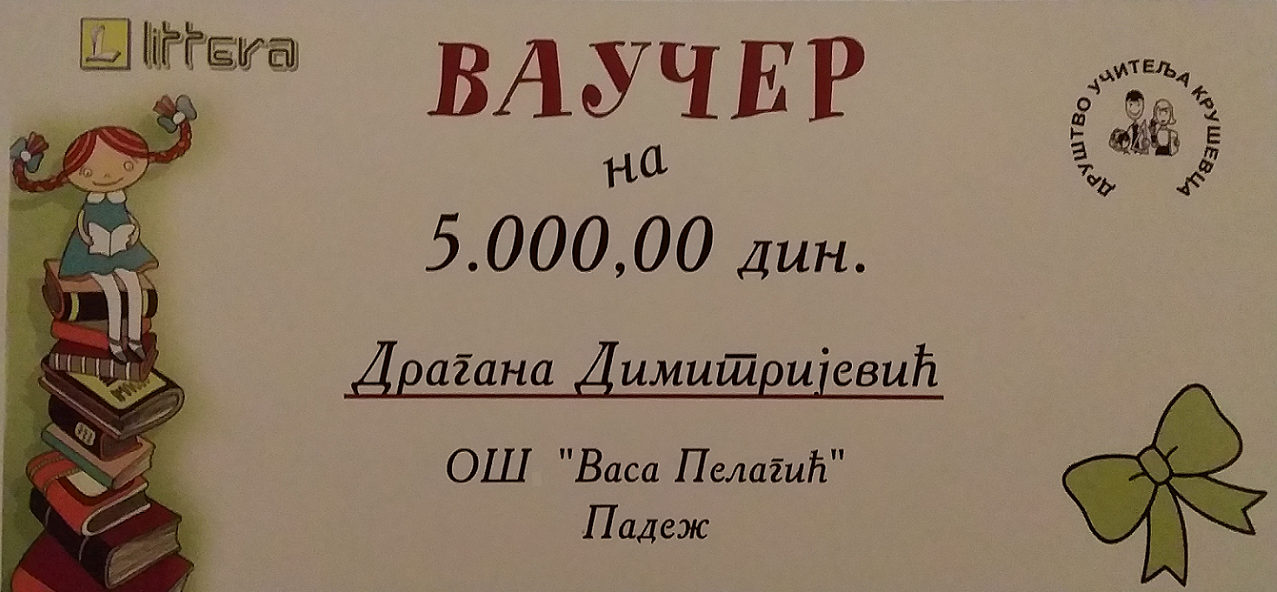 littera
ВАУЧЕР
на
5.000,00 дин.
Драгана Димитријевић
ОШ "Васа Пелагић"
Падеж
ДРУШТВО УЧИТЕЉА КРУШЕВЦА